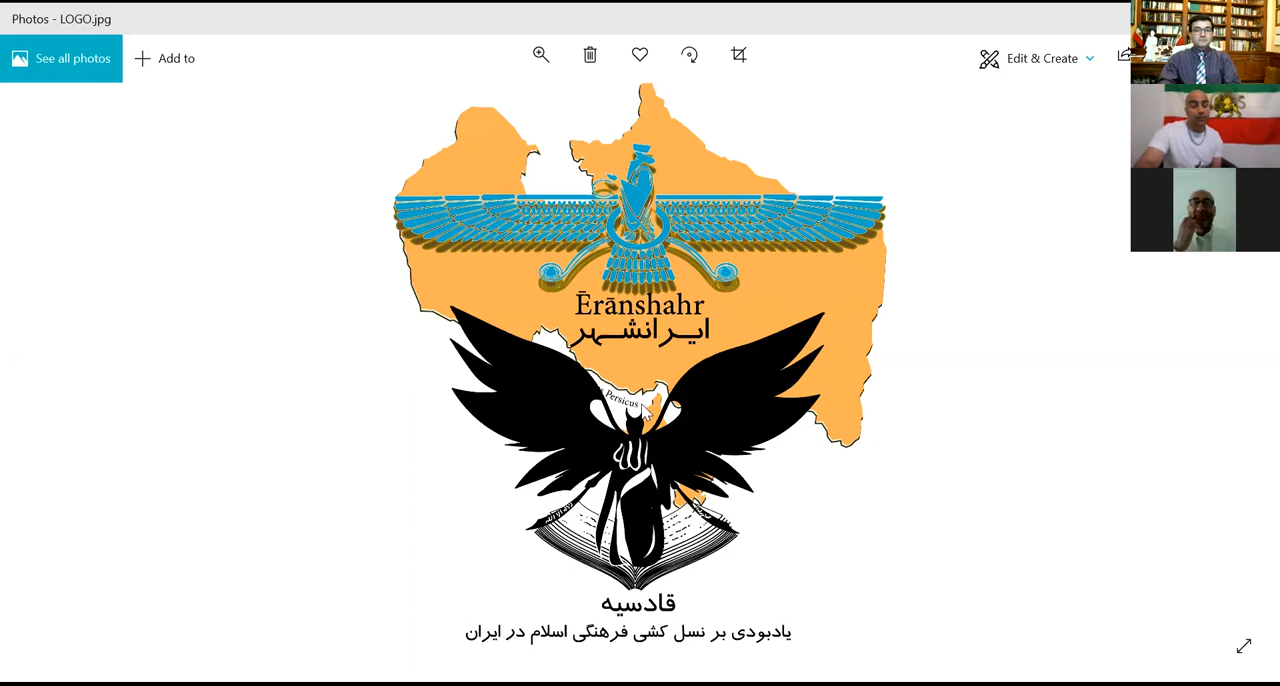 Photos - LOGO.jpg
See all photos
Add to
Edit & Create
Ērānshahr
ایرانشهر
Persicus
الله
قادسیه
یادبودی بر نسل کشی فرهنگی اسلام در ایران